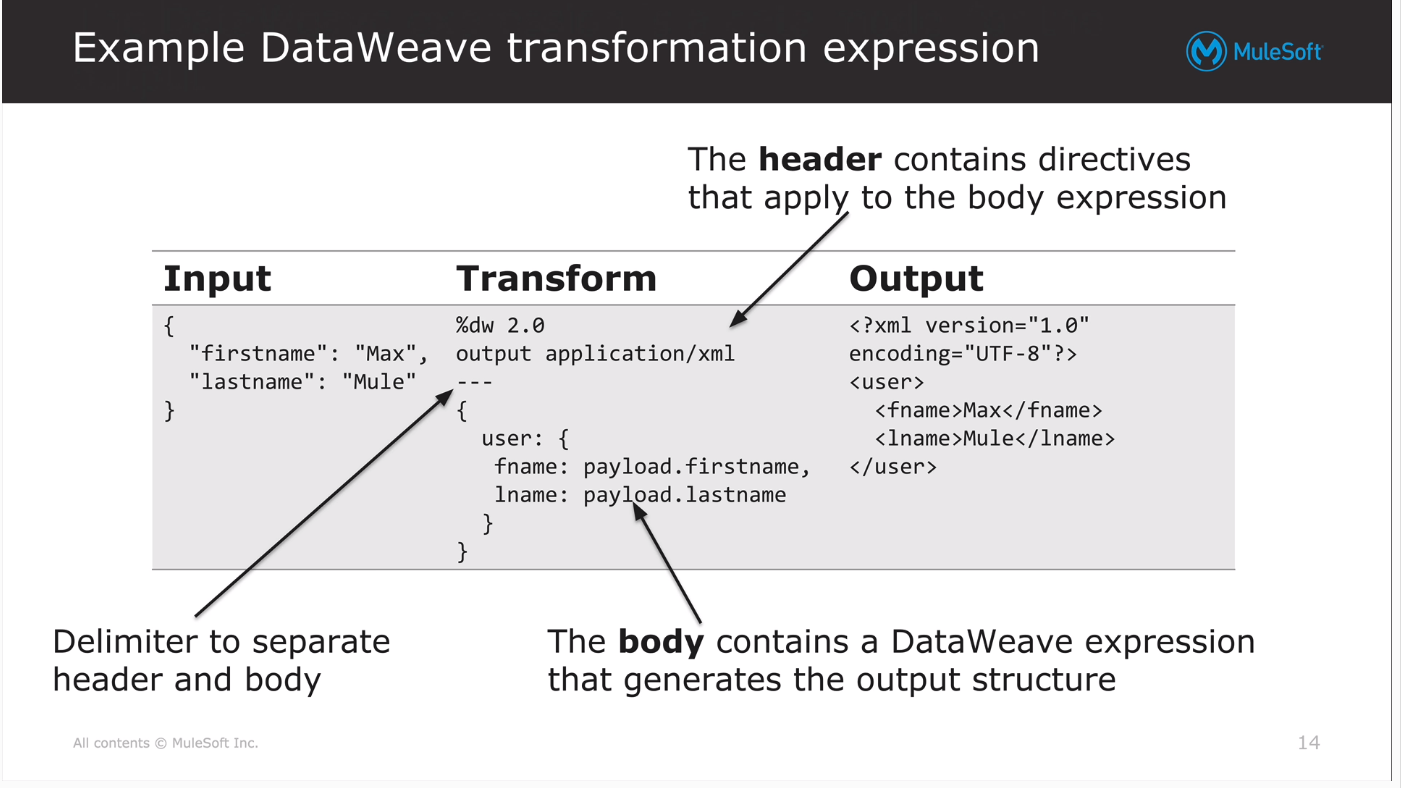 Example DataWeave transformation expression
MuleSoft
The header contains directives
that apply to the body expression
Input
Transform
Output
{
"firstname": "Max",
"lastname": "Mule"
}
%dw 2.0
output application/xml
---
{
user: {
fname: payload.firstname,
lname: payload.lastname
}
}
<?xml version="1.0"
encoding="UTF-8"?>
<user>
<fname>Max</fname>
<lname>Mule</lname>
</user>
Delimiter to separate
header and body
The body contains a DataWeave expression
that generates the output structure
All contents © MuleSoft Inc.
14